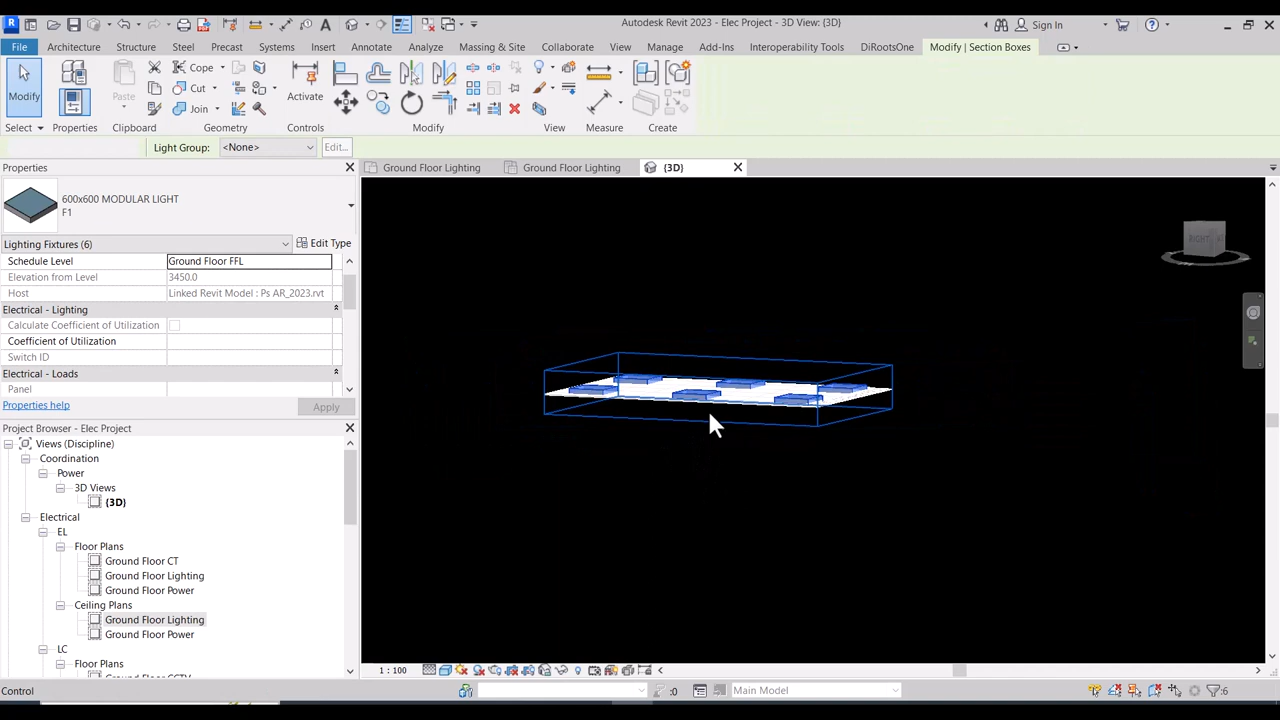 Autodesk Revit 2023 - Elec Project - 3D View: {3D}
Sign In
File Architecture Structure Steel Precast Systems Insert Annotate Analyze Massing & Site Collaborate View Manage Add-Ins Interoperability Tools DiRootsOne Modify | Section Boxes
Modify
Paste
Cope
Cut
Join
Activate
Select Properties Clipboard Geometry Controls Modify View Measure Create
Light Group: <None> Edit...
Properties
Ground Floor Lighting Ground Floor Lighting {3D}
600x600 MODULAR LIGHT
F1
Lighting Fixtures (6) Edit Type
Schedule Level Ground Floor FFL
Elevation from Level 3450.0
Host Linked Revit Model : Ps AR_2023.rvt
Electrical - Lighting
Calculate Coefficient of Utilization
Coefficient of Utilization
Switch ID
Electrical - Loads
Panel
Properties help Apply
Project Browser - Elec Project
Views (Discipline)
Coordination
Power
3D Views
{3D}
Electrical
EL
Floor Plans
Ground Floor CT
Ground Floor Lighting
Ground Floor Power
Ceiling Plans
Ground Floor Lighting
Ground Floor Power
LC
Floor Plans
Ground Floor CCTV
RIGHT
1 : 100
Control :0 Main Model :6